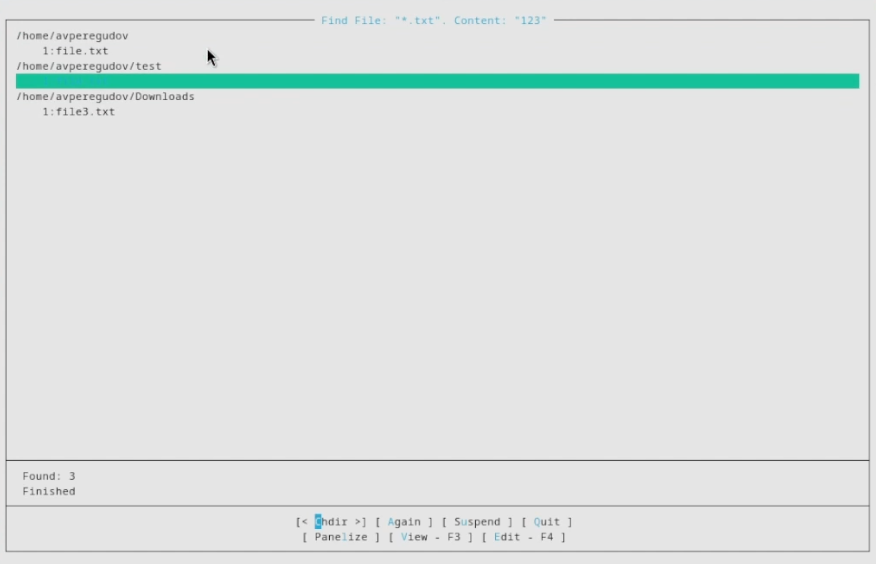 Find File: "*.txt". Content: "123"
/home/avperegudov
1:file.txt
/home/avperegudov/test
/home/avperegudov/Downloads
1:file3.txt
Found: 3
Finished
[< Chdir >] [ Again ] [ Suspend ] [ Quit ]
[ Panelize ] [ View - F3 ] [ Edit - F4 ]